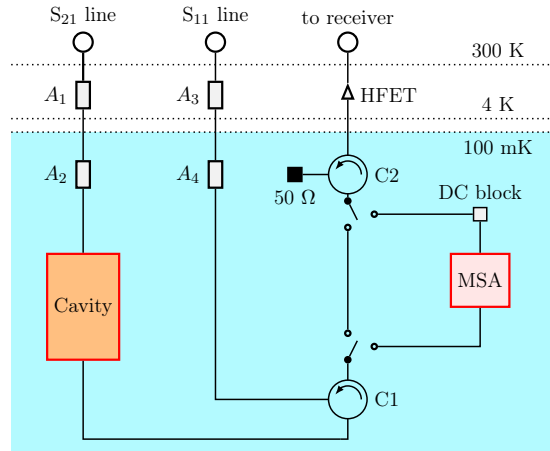 S21 line
S11 line
to receiver
300 K
A1
A3
HFET
4 K
100 mK
A2
A4
C2
50 Ω
DC block
Cavity
MSA
C1